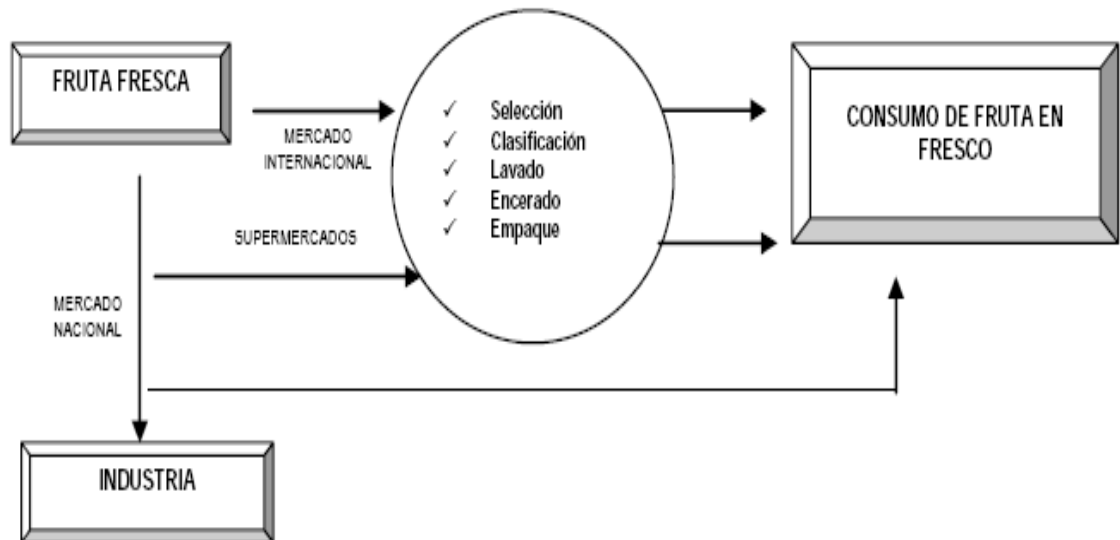 FRUTA FRESCA
MERCADO
INTERNACIONAL
✓ Selección
✓ Clasificación
✓ Lavado
✓ Encerado
✓ Empaque
CONSUMO DE FRUTA EN
FRESCO
SUPERMERCADOS
MERCADO
NACIONAL
INDUSTRIA